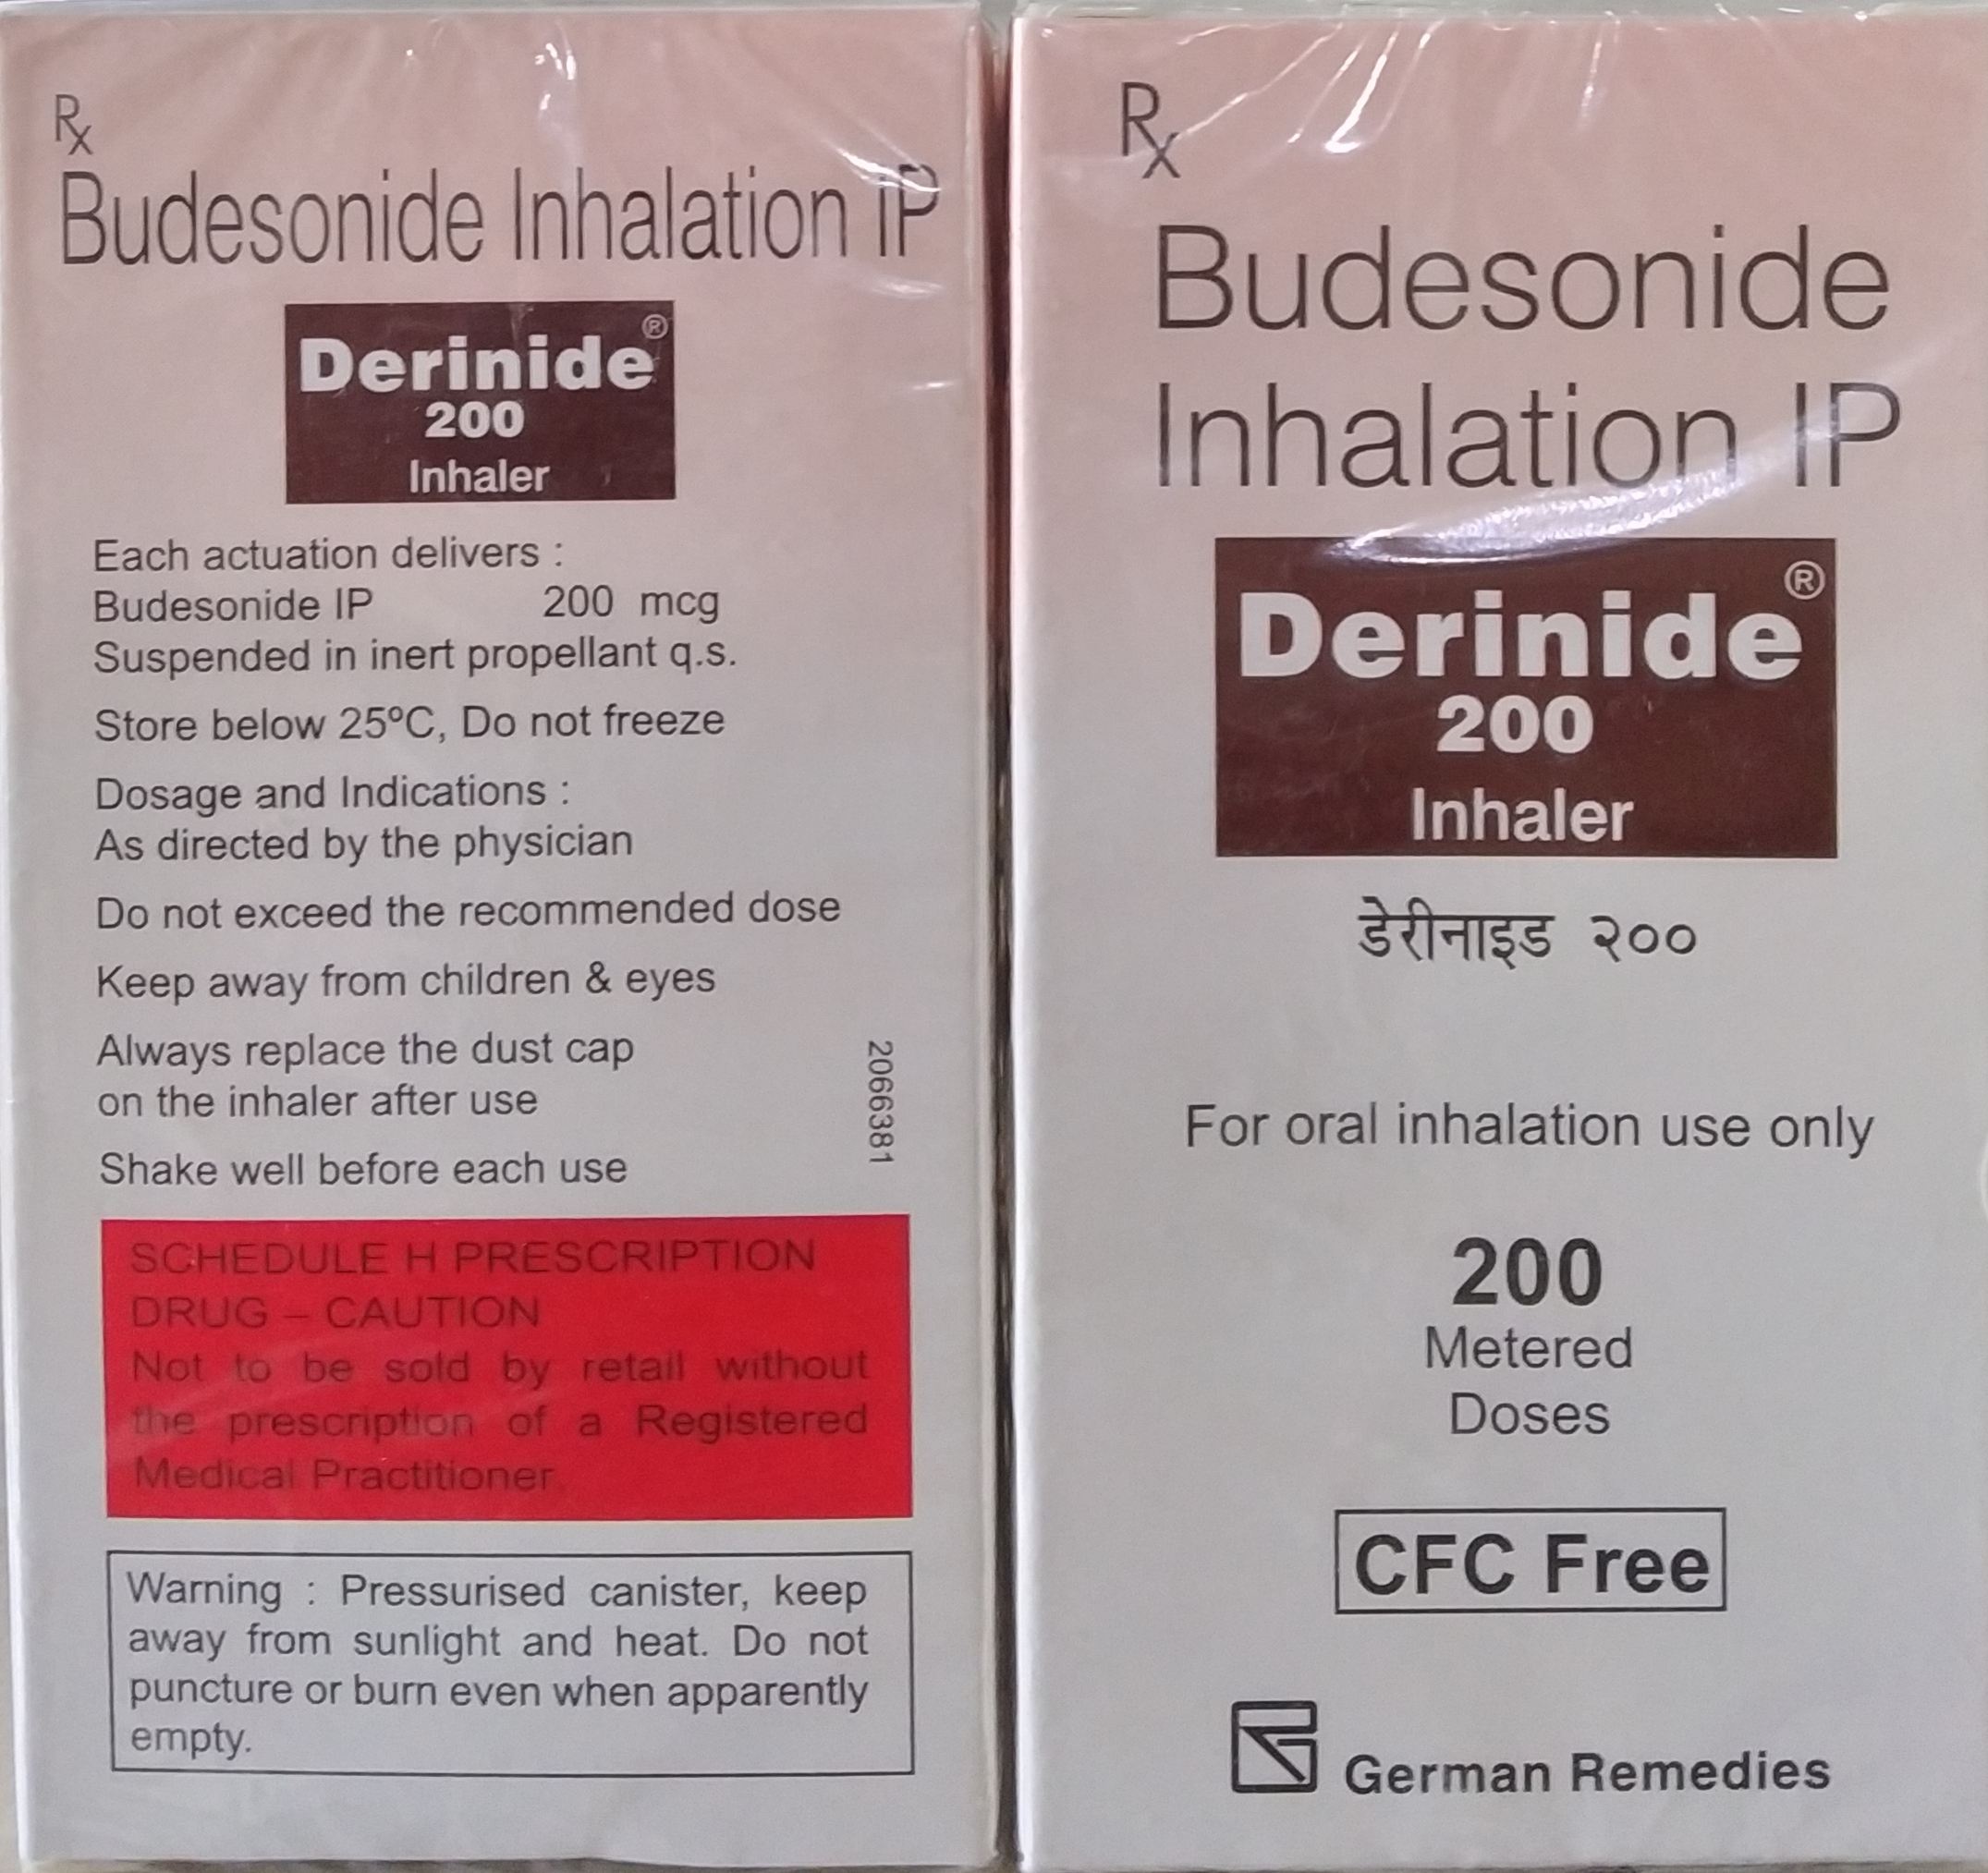 Rx
Budesonide Inhalation IP
Derinide®
200
Inhaler
Each actuation delivers :
Budesonide IP 200 mcg
Suspended in inert propellant q.s.
Store below 25ºC, Do not freeze
Dosage and Indications :
As directed by the physician
Do not exceed the recommended dose
Keep away from children & eyes
Always replace the dust cap
on the inhaler after use
Shake well before each use
2066381
SCHEDULE H PRESCRIPTION
DRUG – CAUTION
Not to be sold by retail without
the prescription of a Registered
Medical Practitioner.
Warning : Pressurised canister, keep
away from sunlight and heat. Do not
puncture or burn even when apparently
empty.
Rx
Budesonide
Inhalation IP
Derinide®
200
Inhaler
डेरीनाइड २००
For oral inhalation use only
200
Metered
Doses
CFC Free
German Remedies